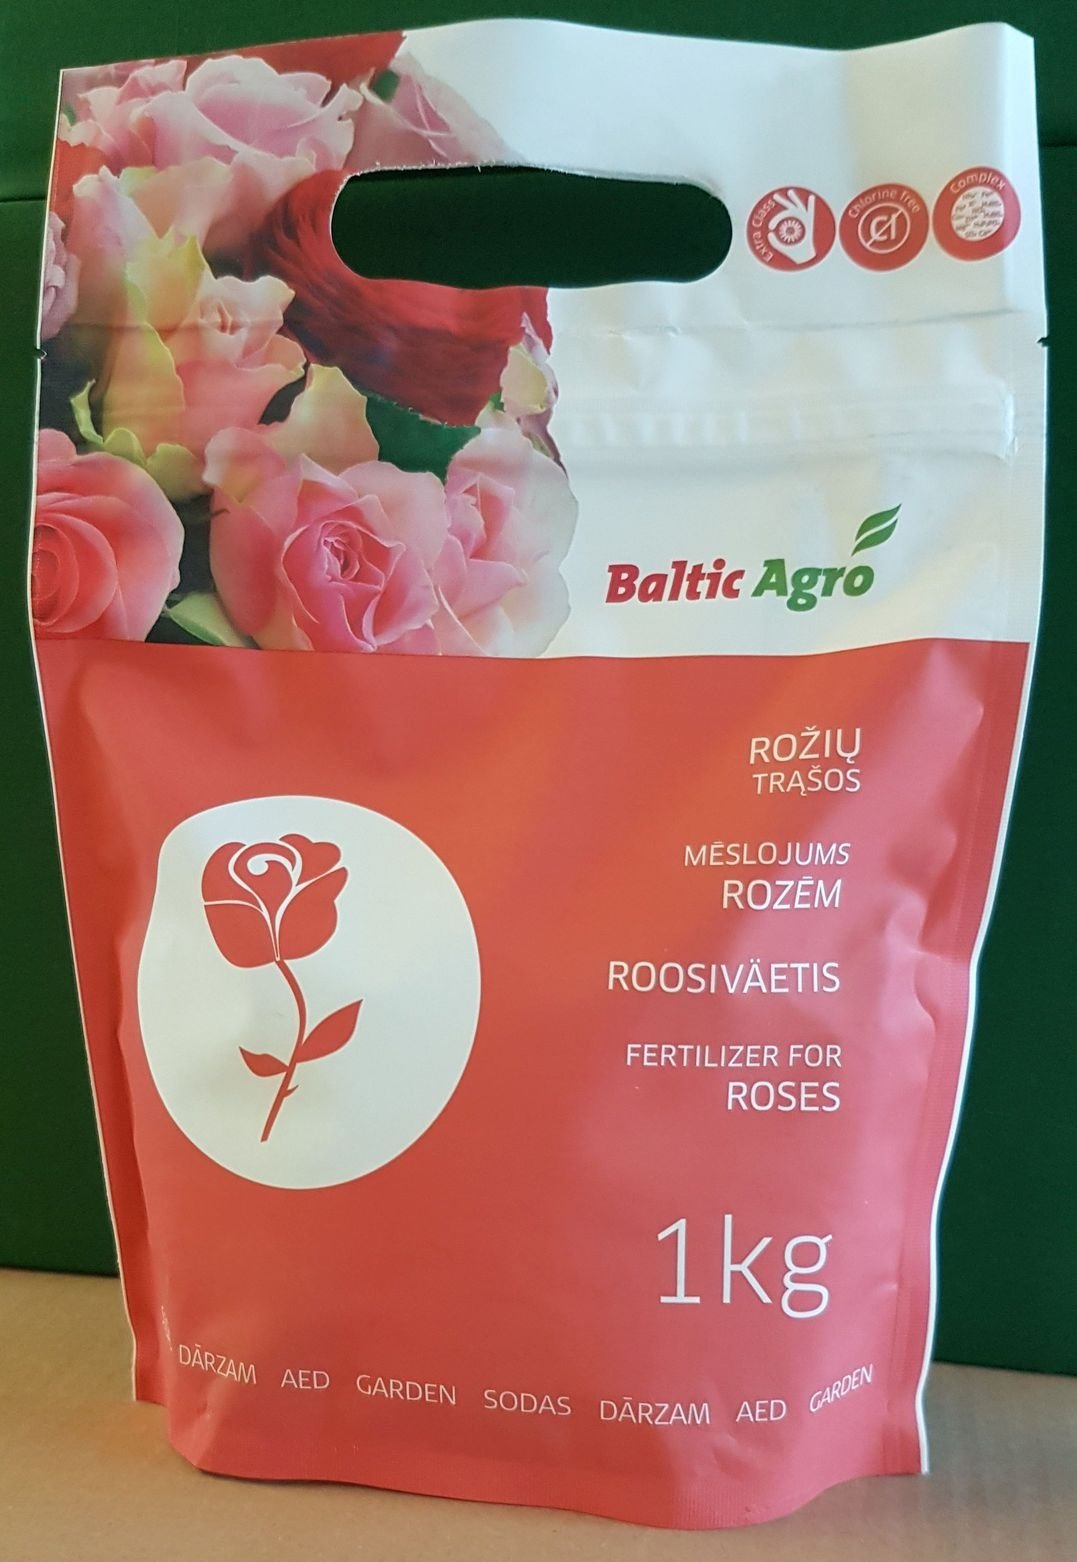 Extra Class
Chlorine free
Cl
Complex
Baltic Agro
ROŽIŲ
TRĄŠOS
MĒSLOJUMS
ROZĒM
ROOSIVÄETIS
FERTILIZER FOR
ROSES
1kg
DĀRZAM AED GARDEN SODAS DĀRZAM AED GARDEN